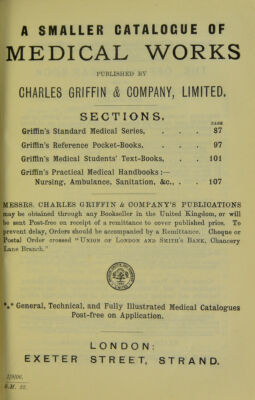 A SMALLER CATALOGUE OF
MEDICAL WORKS
PUBLISHED BY
CHARLES GRIFFIN & COMPANY, LIMITED.
SECTIONS.
PAGE
Griffin's Standard Medical Series, . . . 87
Griffin's Reference Pocket-Books, . . . 97
Griffin's Medical Students' Text-Books, . . 101
Griffin's Practical Medical Handbooks:—
Nursing, Ambulance, Sanitation, &c., . . 107
MESSRS. CHARLES GRIFFIN & COMPANY'S PUBLICATIONS
may be obtained through any Bookseller in the United Kingdom, or will
be sent Post-free on receipt of a remittance to cover published price. To
prevent delay, Orders should be accompanied by a Remittance. Cheque or
Postal Order crossed "UNION OF LONDON AND SMITH'S BANK, Chancery
Lane Branch."
*⁎* General, Technical, and Fully Illustrated Medical Catalogues
Post-free on Application.
LONDON:
EXETER STREET, STRAND.